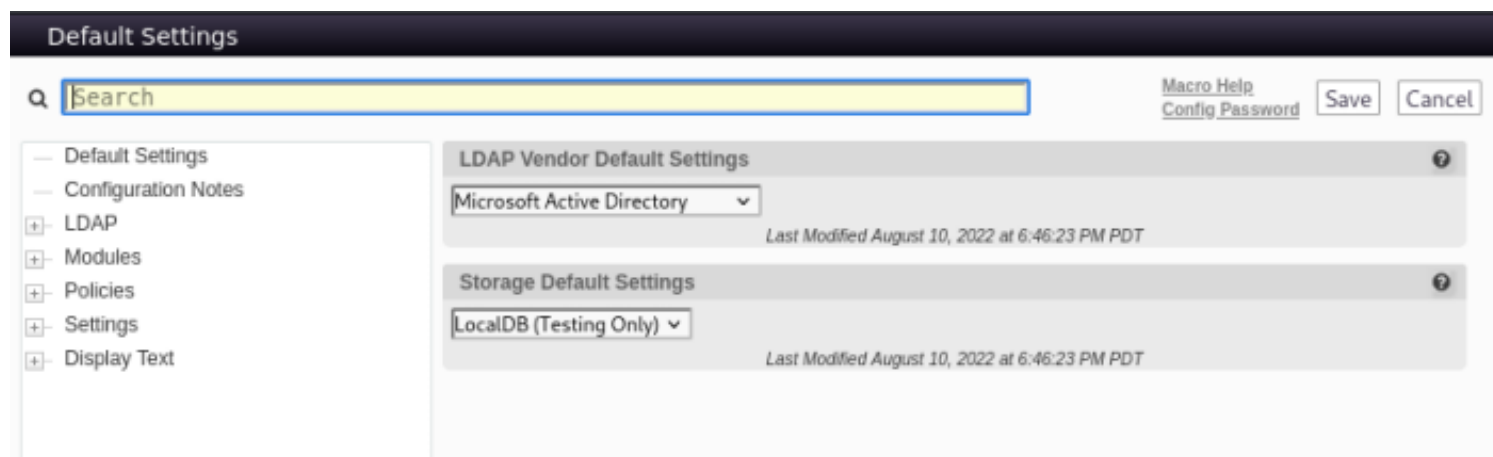 Default Settings
Search
Macro Help
Config Password
Save
Cancel
Default Settings
Configuration Notes
LDAP
Modules
Policies
Settings
Display Text
LDAP Vendor Default Settings
Microsoft Active Directory
Last Modified August 10, 2022 at 6:46:23 PM PDT
Storage Default Settings
LocalDB (Testing Only)
Last Modified August 10, 2022 at 6:46:23 PM PDT